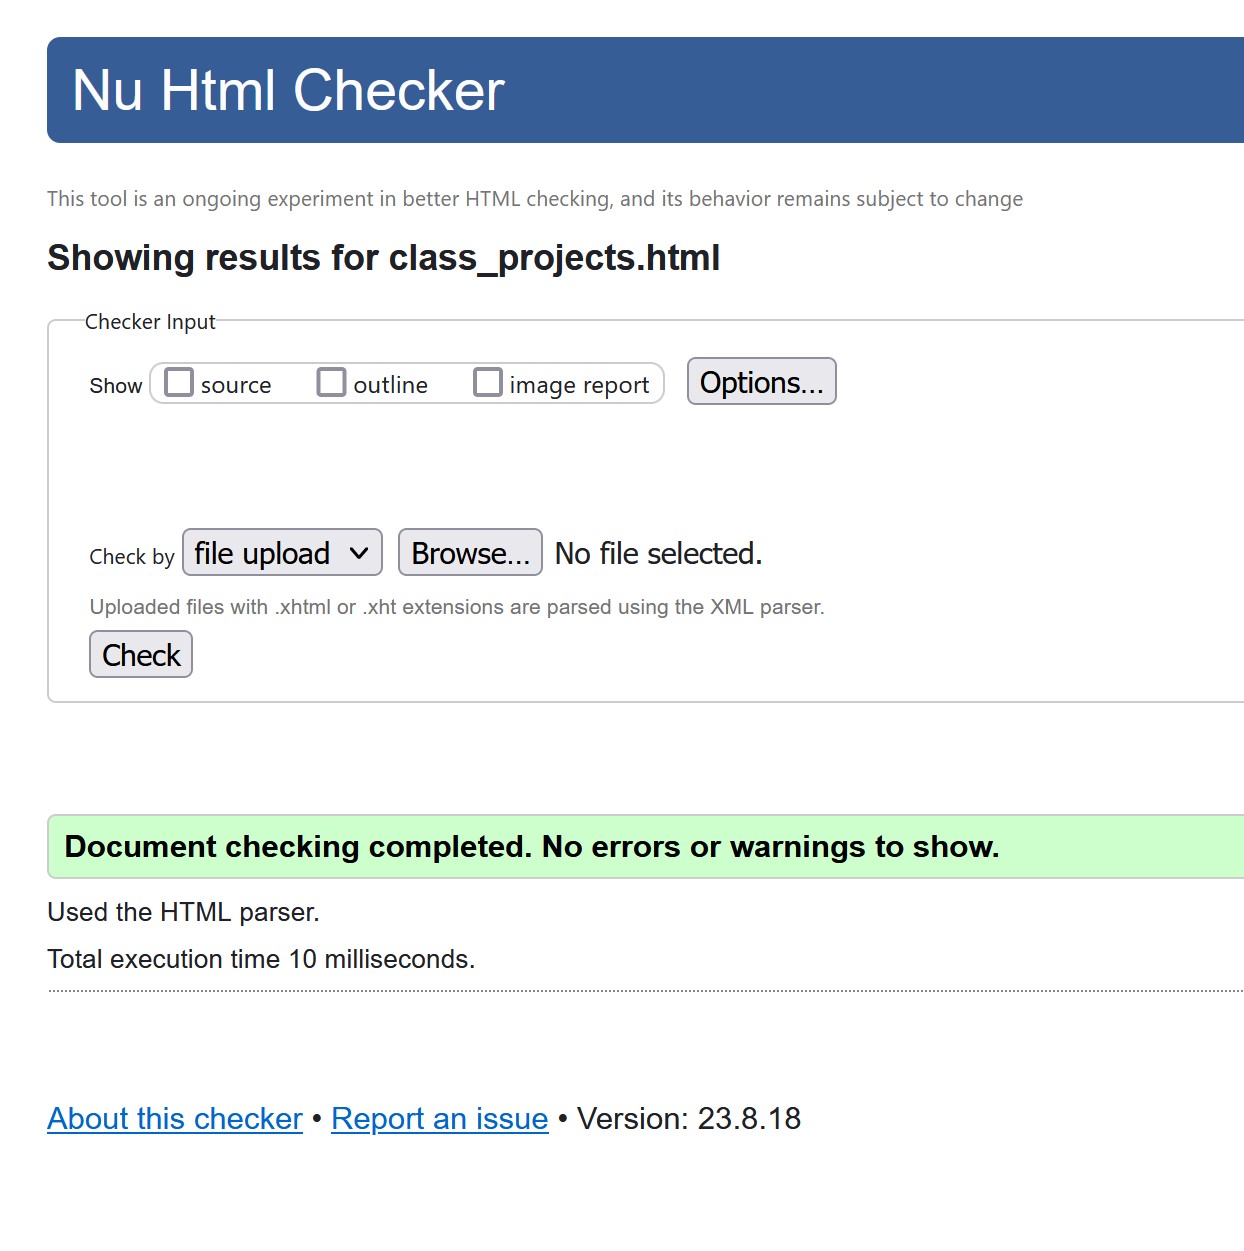 Nu Html Checker
This tool is an ongoing experiment in better HTML checking, and its behavior remains subject to change
Showing results for class_projects.html
Checker Input
Show source outline image report Options...
Check by file upload Browse... No file selected.
Uploaded files with .xhtml or .xht extensions are parsed using the XML parser.
Check
Document checking completed. No errors or warnings to show.
Used the HTML parser.
Total execution time 10 milliseconds.
About this checker • Report an issue • Version: 23.8.18